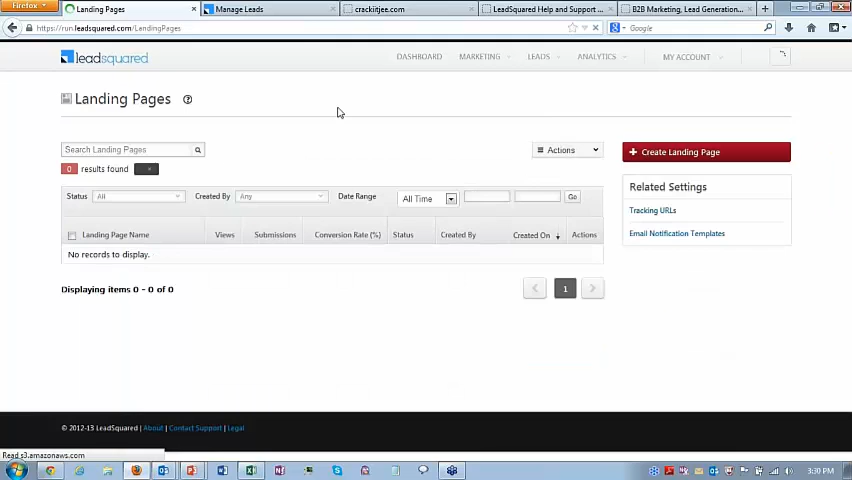 Firefox
Landing Pages
Manage Leads
crackiitjee.com
LeadSquared Help and Support ...
B2B Marketing, Lead Generation...
https://run.leadsquared.com/LandingPages
Google
leadsquared
DASHBOARD
MARKETING
LEADS
ANALYTICS
MY ACCOUNT
Landing Pages
Search Landing Pages
Actions
Create Landing Page
0 results found
Related Settings
Status All Created By Any Date Range All Time Go
Tracking URLs
Email Notification Templates
Landing Page Name Views Submissions Conversion Rate (%) Status Created By Created On Actions
No records to display.
Displaying items 0 - 0 of 0
1
© 2012-13 LeadSquared | About | Contact Support | Legal
Read s3.amazonaws.com
3:30 PM